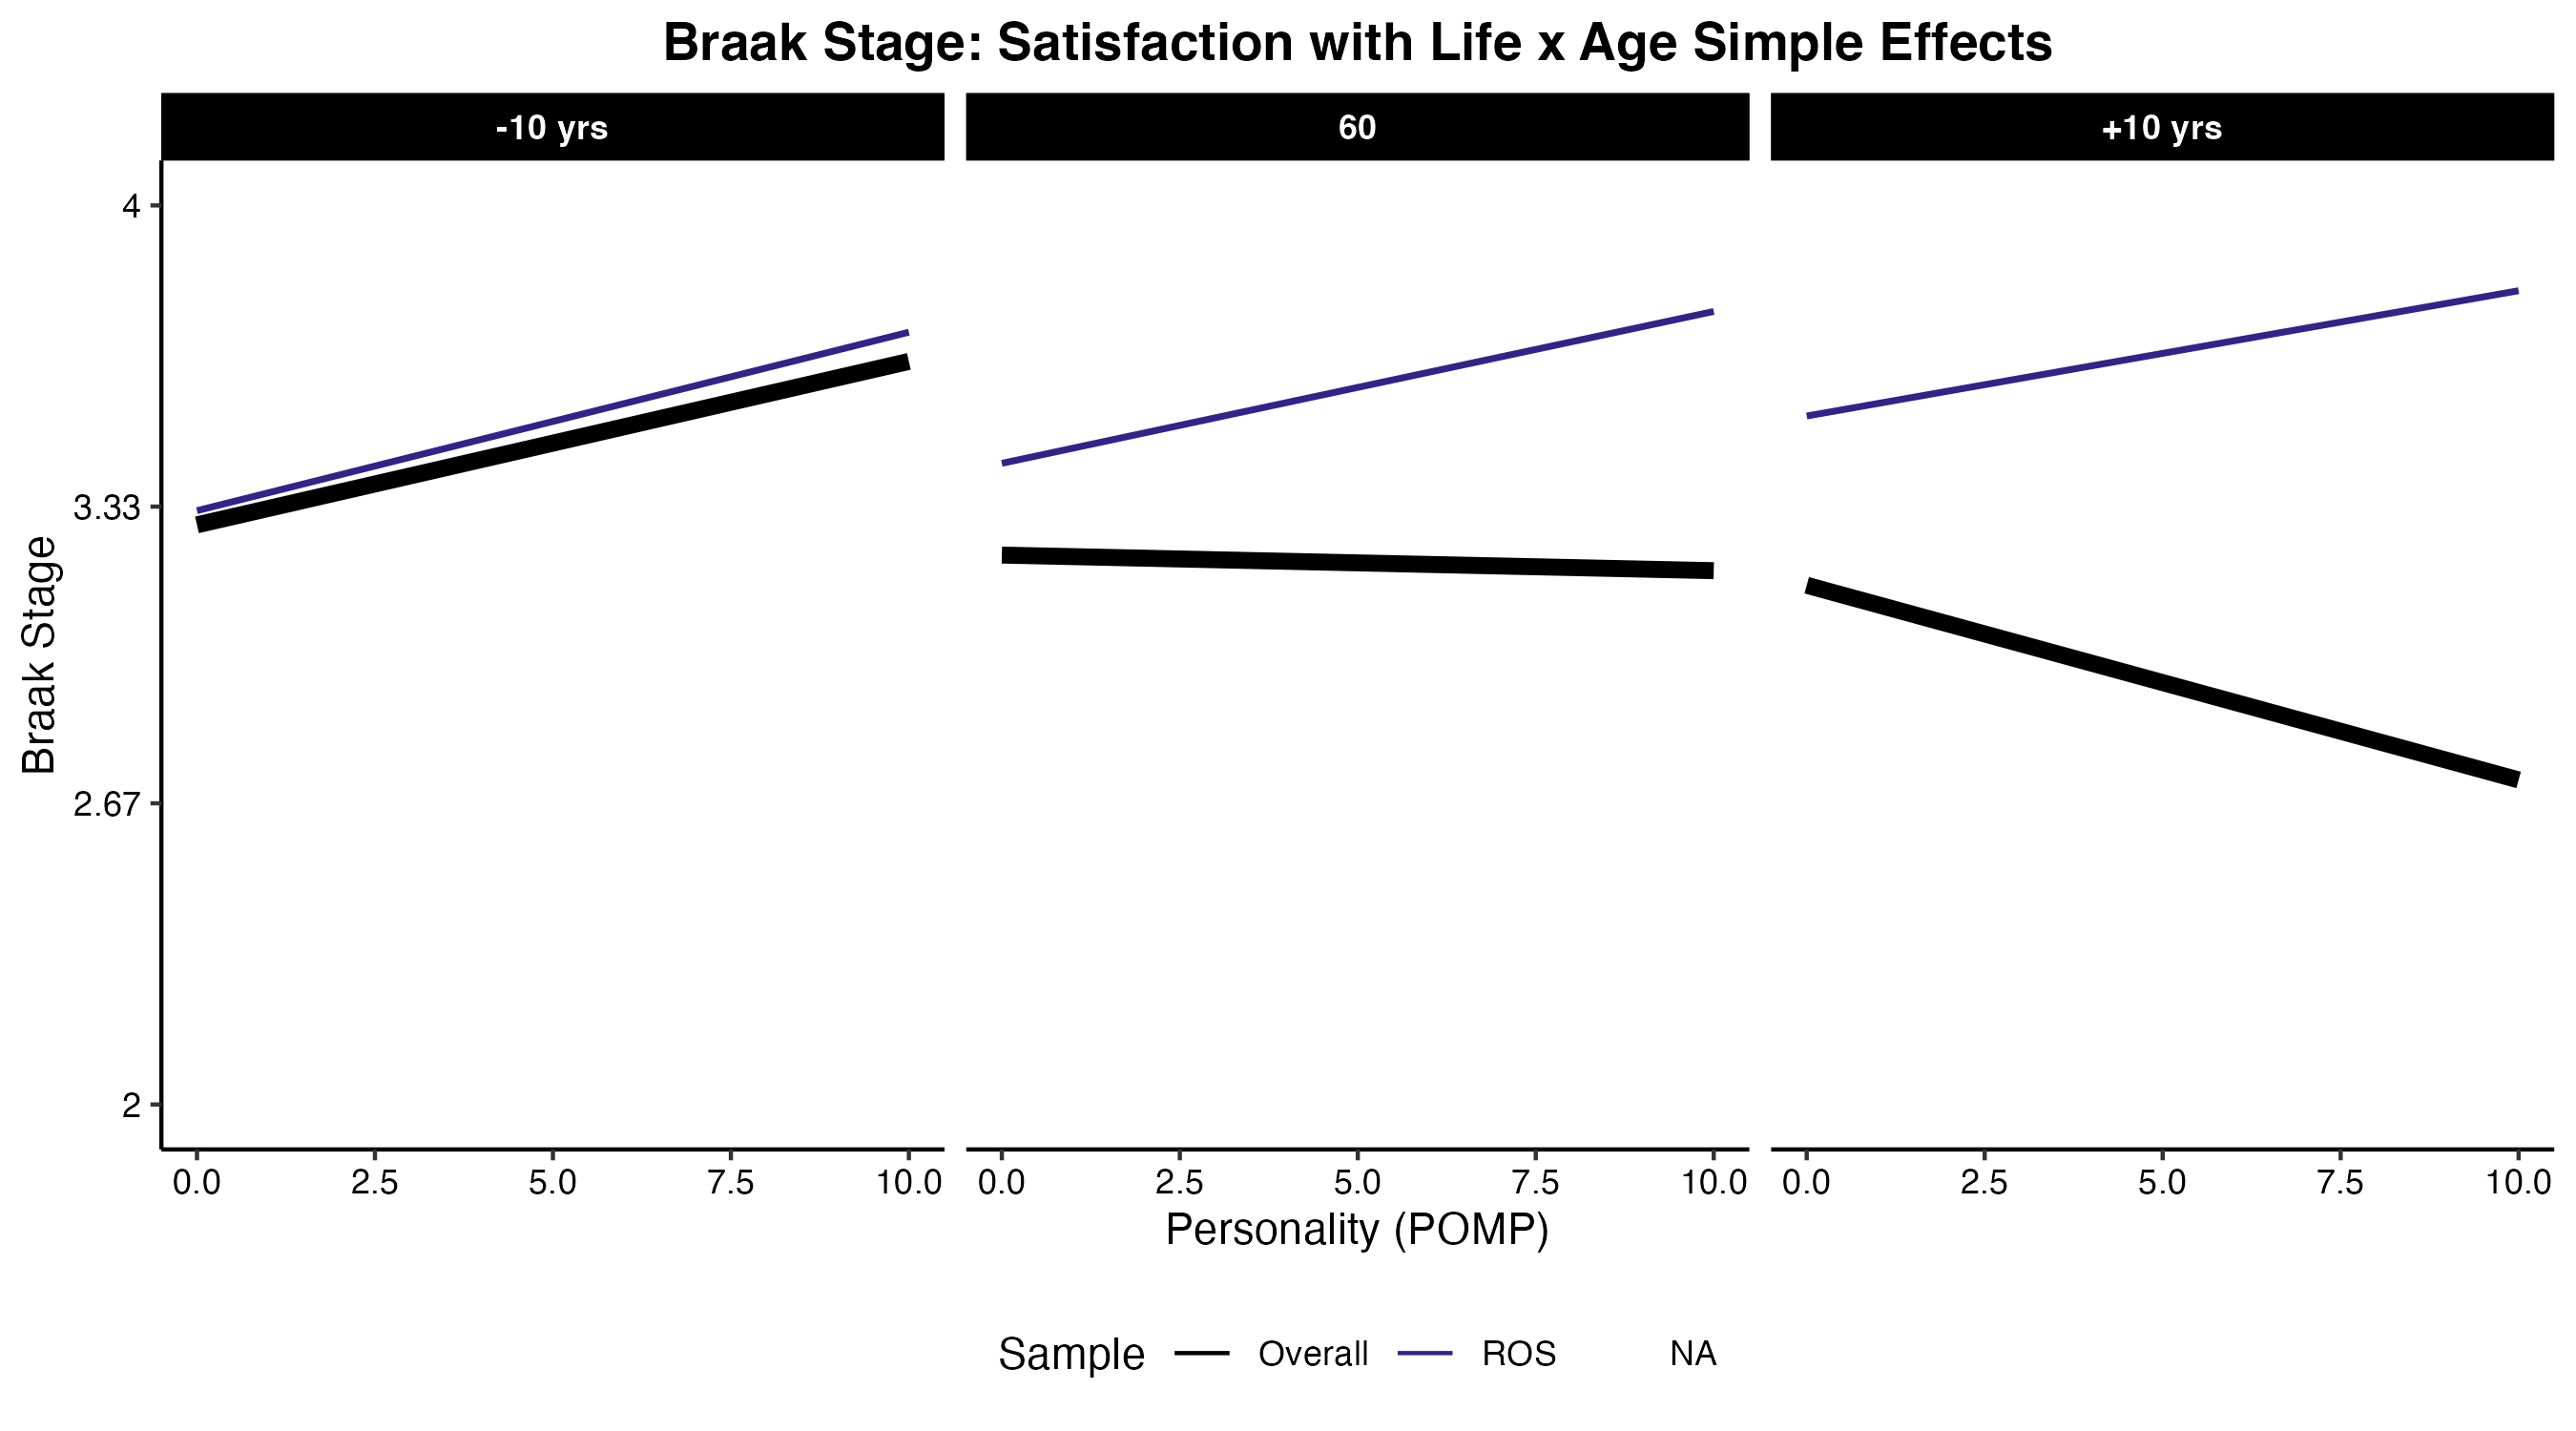 Braak Stage: Satisfaction with Life x Age Simple Effects
-10 yrs 60 +10 yrs
4
3.33
2.67
2
Braak Stage
0.0 2.5 5.0 7.5 10.0 0.0 2.5 5.0 7.5 10.0 0.0 2.5 5.0 7.5 10.0
Personality (POMP)
Sample Overall ROS NA